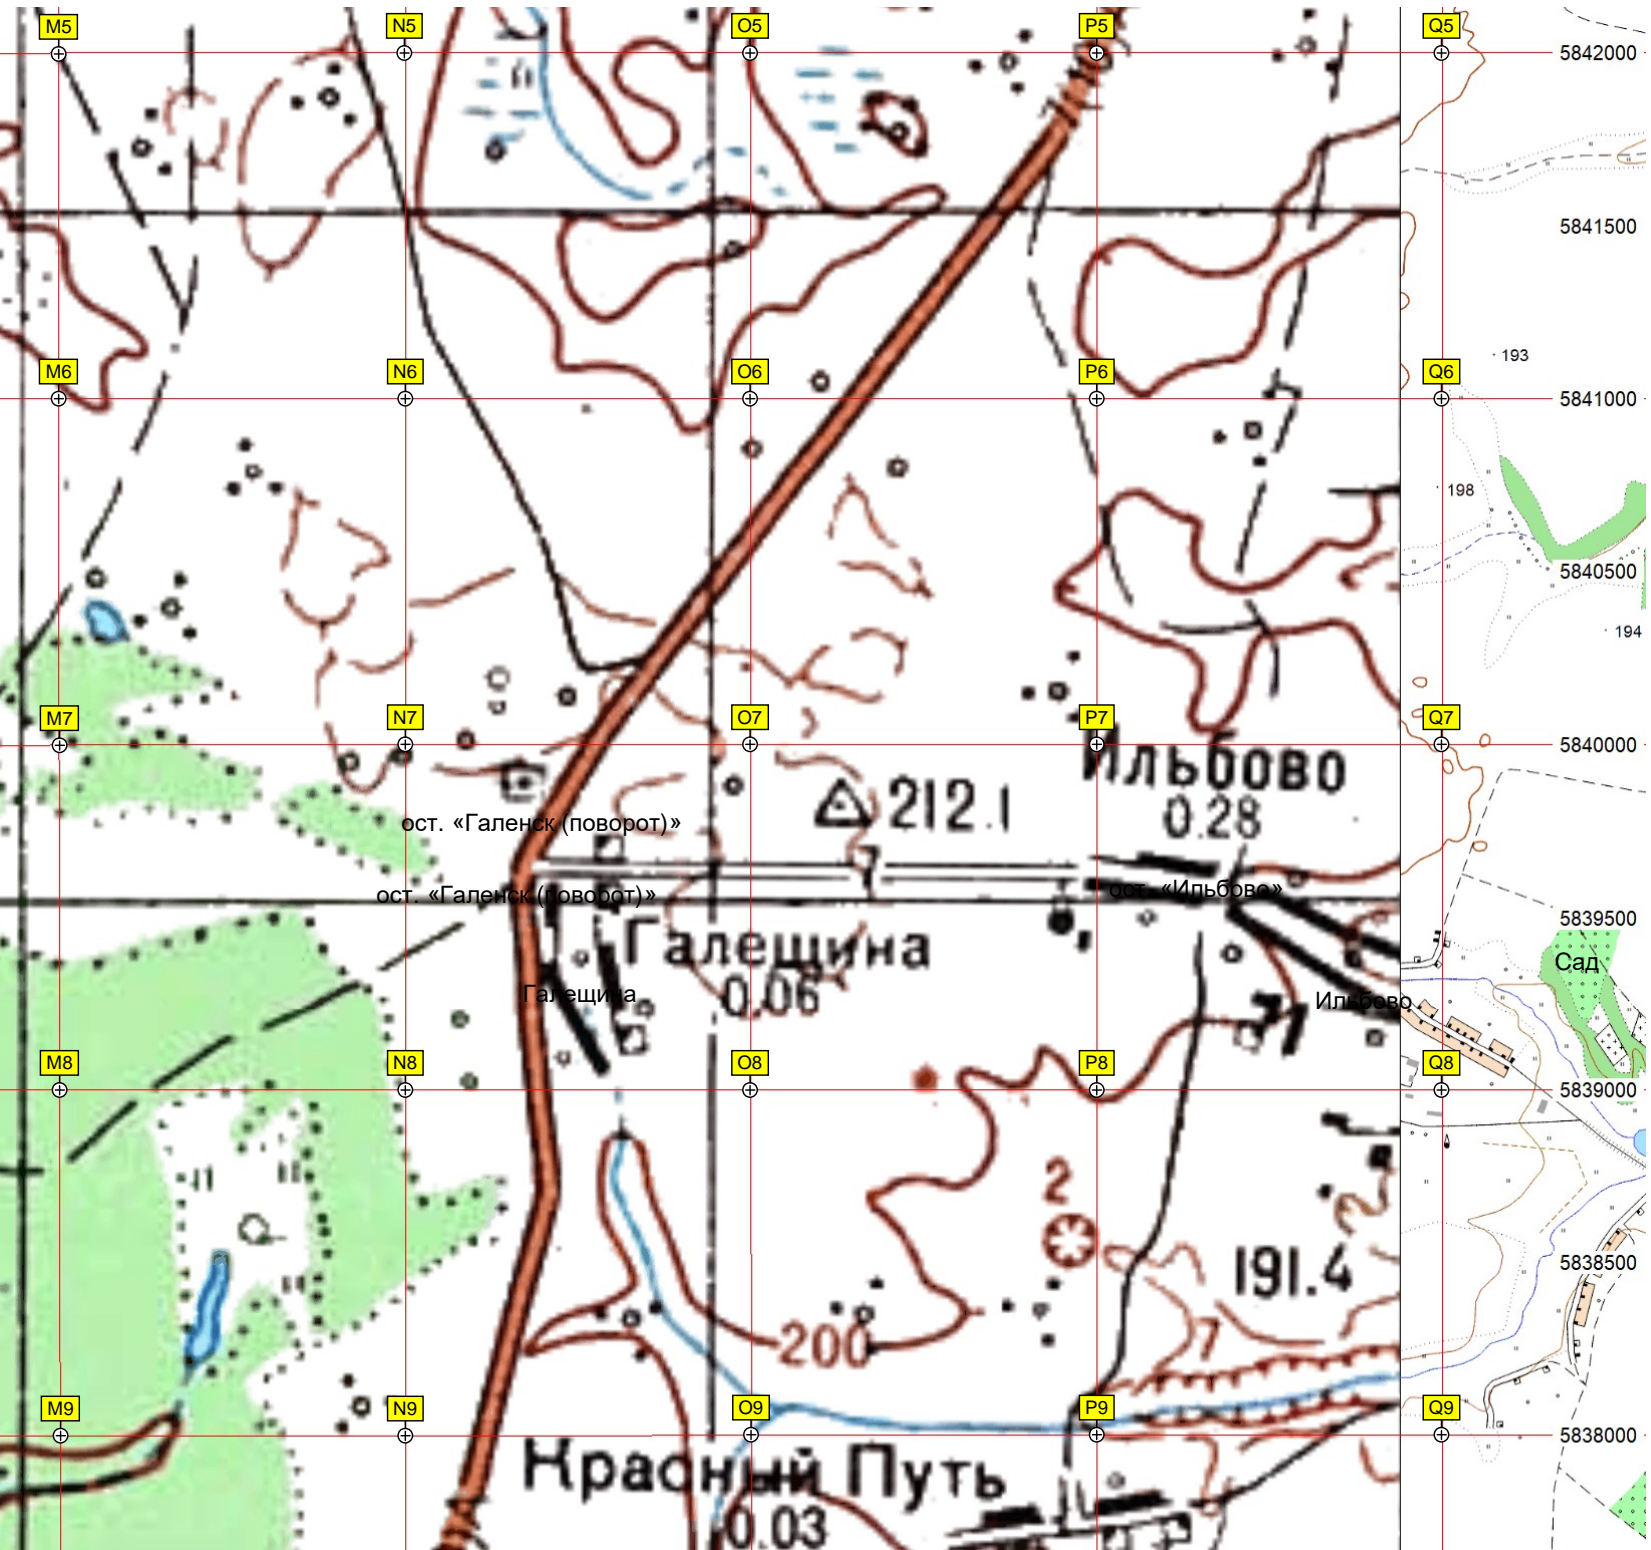 M5 N5 O5 P5 Q5
5842000
5841500
193
M6 N6 O6 P6 Q6
5841000
198
5840500
194
M7 N7 O7 P7 Q7
5840000
Ильбово
0.28
212.1
ост. «Галенск (поворот)»
ост. «Галенск (поворот)»
ост. «Ильбово»
5839500
Галещина
0.06
Сад
Галещина
Ильбово
M8 N8 O8 P8 Q8
5839000
2
191.4
5838500
200
M9 N9 O9 P9 Q9
5838000
Красный Путь
0.03